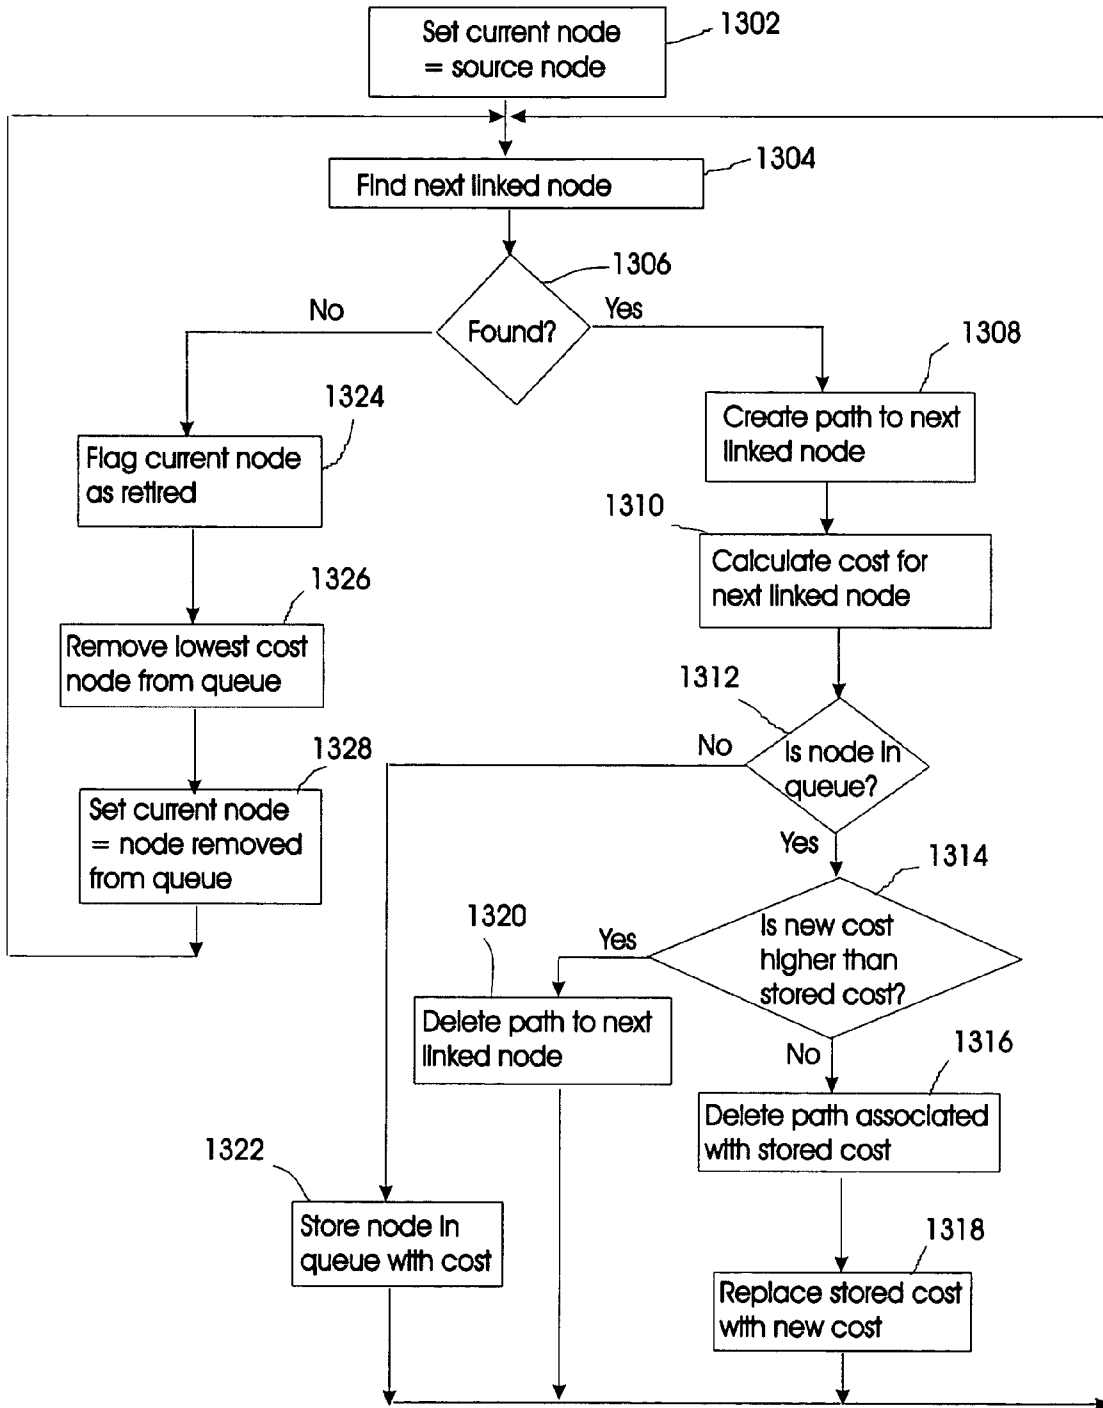 Set current node
= source node
1302
Find next linked node
1304
Found?
1306
No
Yes
1308
Create path to next
linked node
1324
Flag current node
as retired
1310
Calculate cost for
next linked node
1326
Remove lowest cost
node from queue
1312
Is node in
queue?
No
Yes
1328
Set current node
= node removed
from queue
1314
Is new cost
higher than
stored cost?
Yes
No
1320
Delete path to next
linked node
1316
Delete path associated
with stored cost
1322
Store node in
queue with cost
1318
Replace stored cost
with new cost